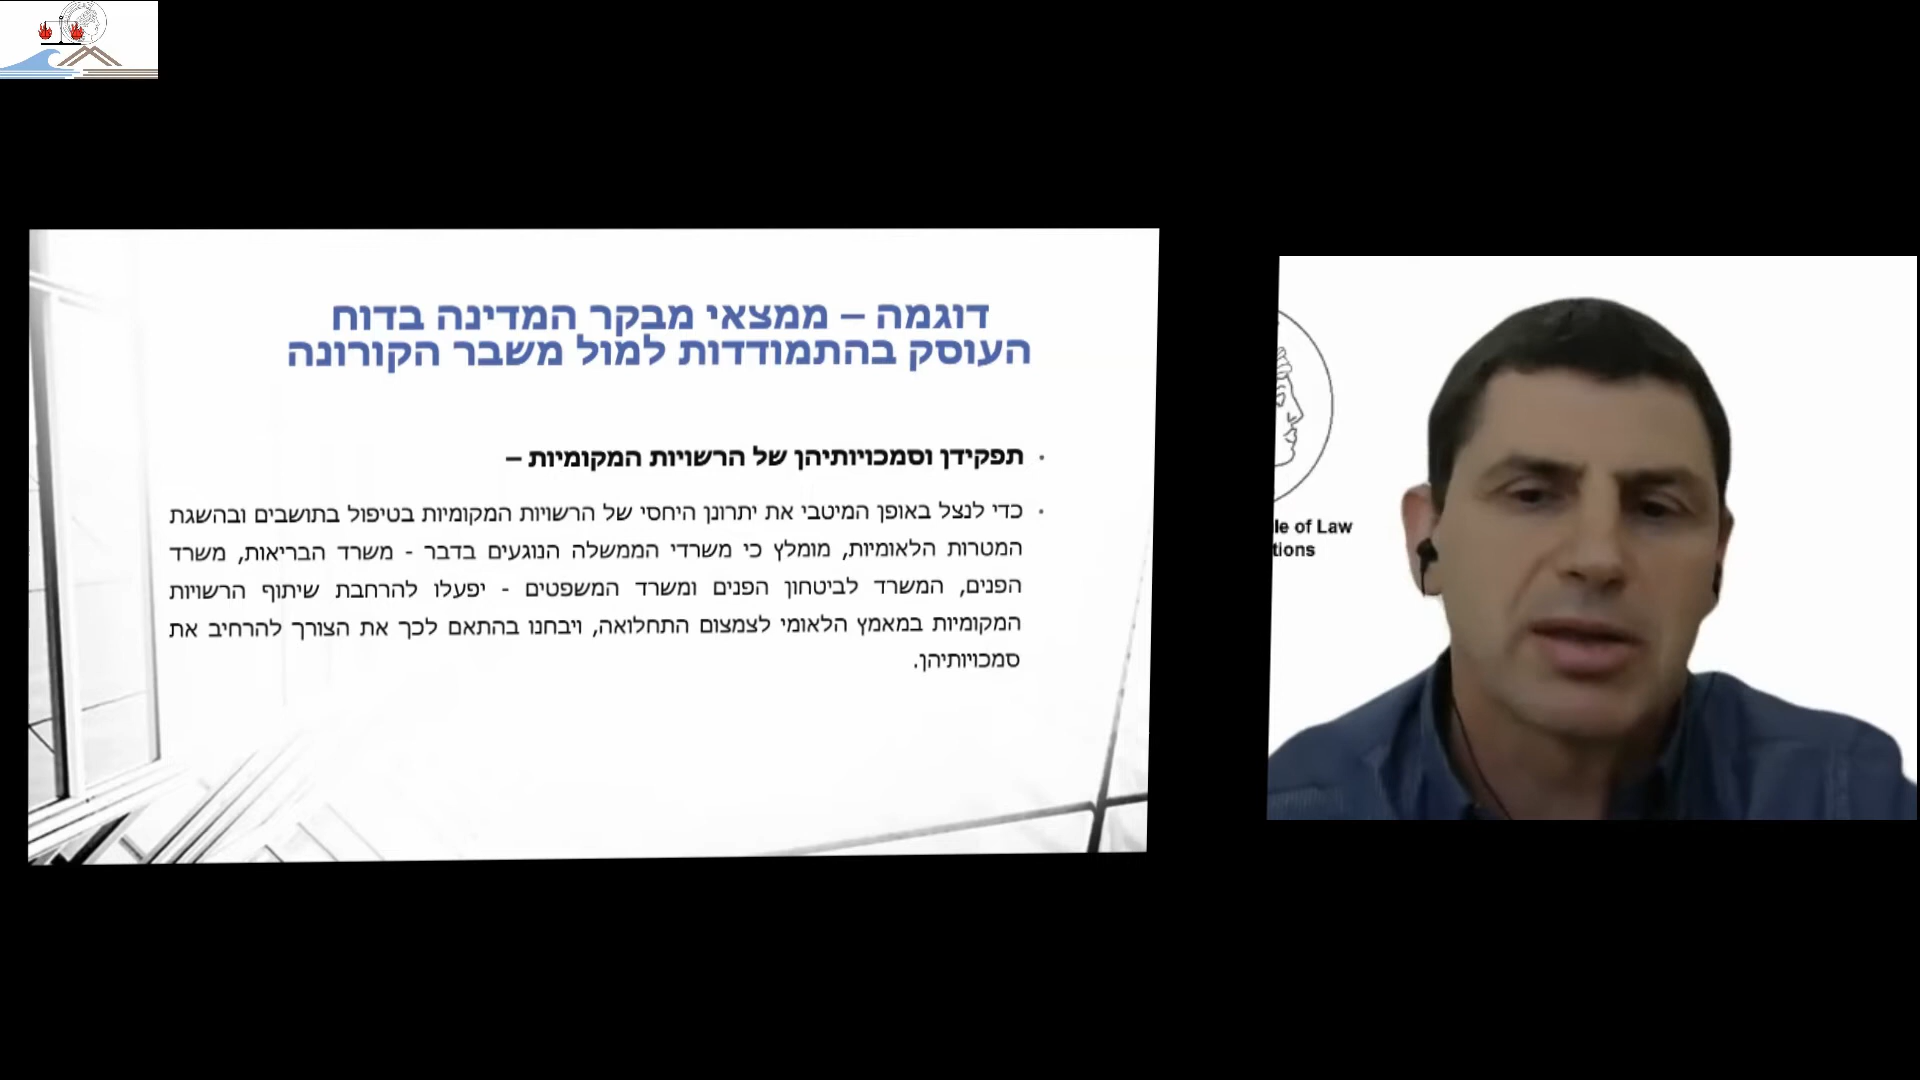 דוגמה – ממצאי מבקר המדינה בדוח
העוסק בהתמודדות למול משבר הקורונה
• תפקידן וסמכויותיהן של הרשויות המקומיות –
• כדי לנצל באופן המיטבי את יתרונן היחסי של הרשויות המקומיות בטיפול בתושבים ובהשגת
המטרות הלאומיות, מומלץ כי משרדי הממשלה הנוגעים בדבר - משרד הבריאות, משרד
הפנים, המשרד לביטחון הפנים ומשרד המשפטים - יפעלו להרחבת שיתוף הרשויות
המקומיות במאמץ הלאומי לצמצום התחלואה, ויבחנו בהתאם לכך את הצורך להרחיב את
סמכויותיהן.
le of Law
tions